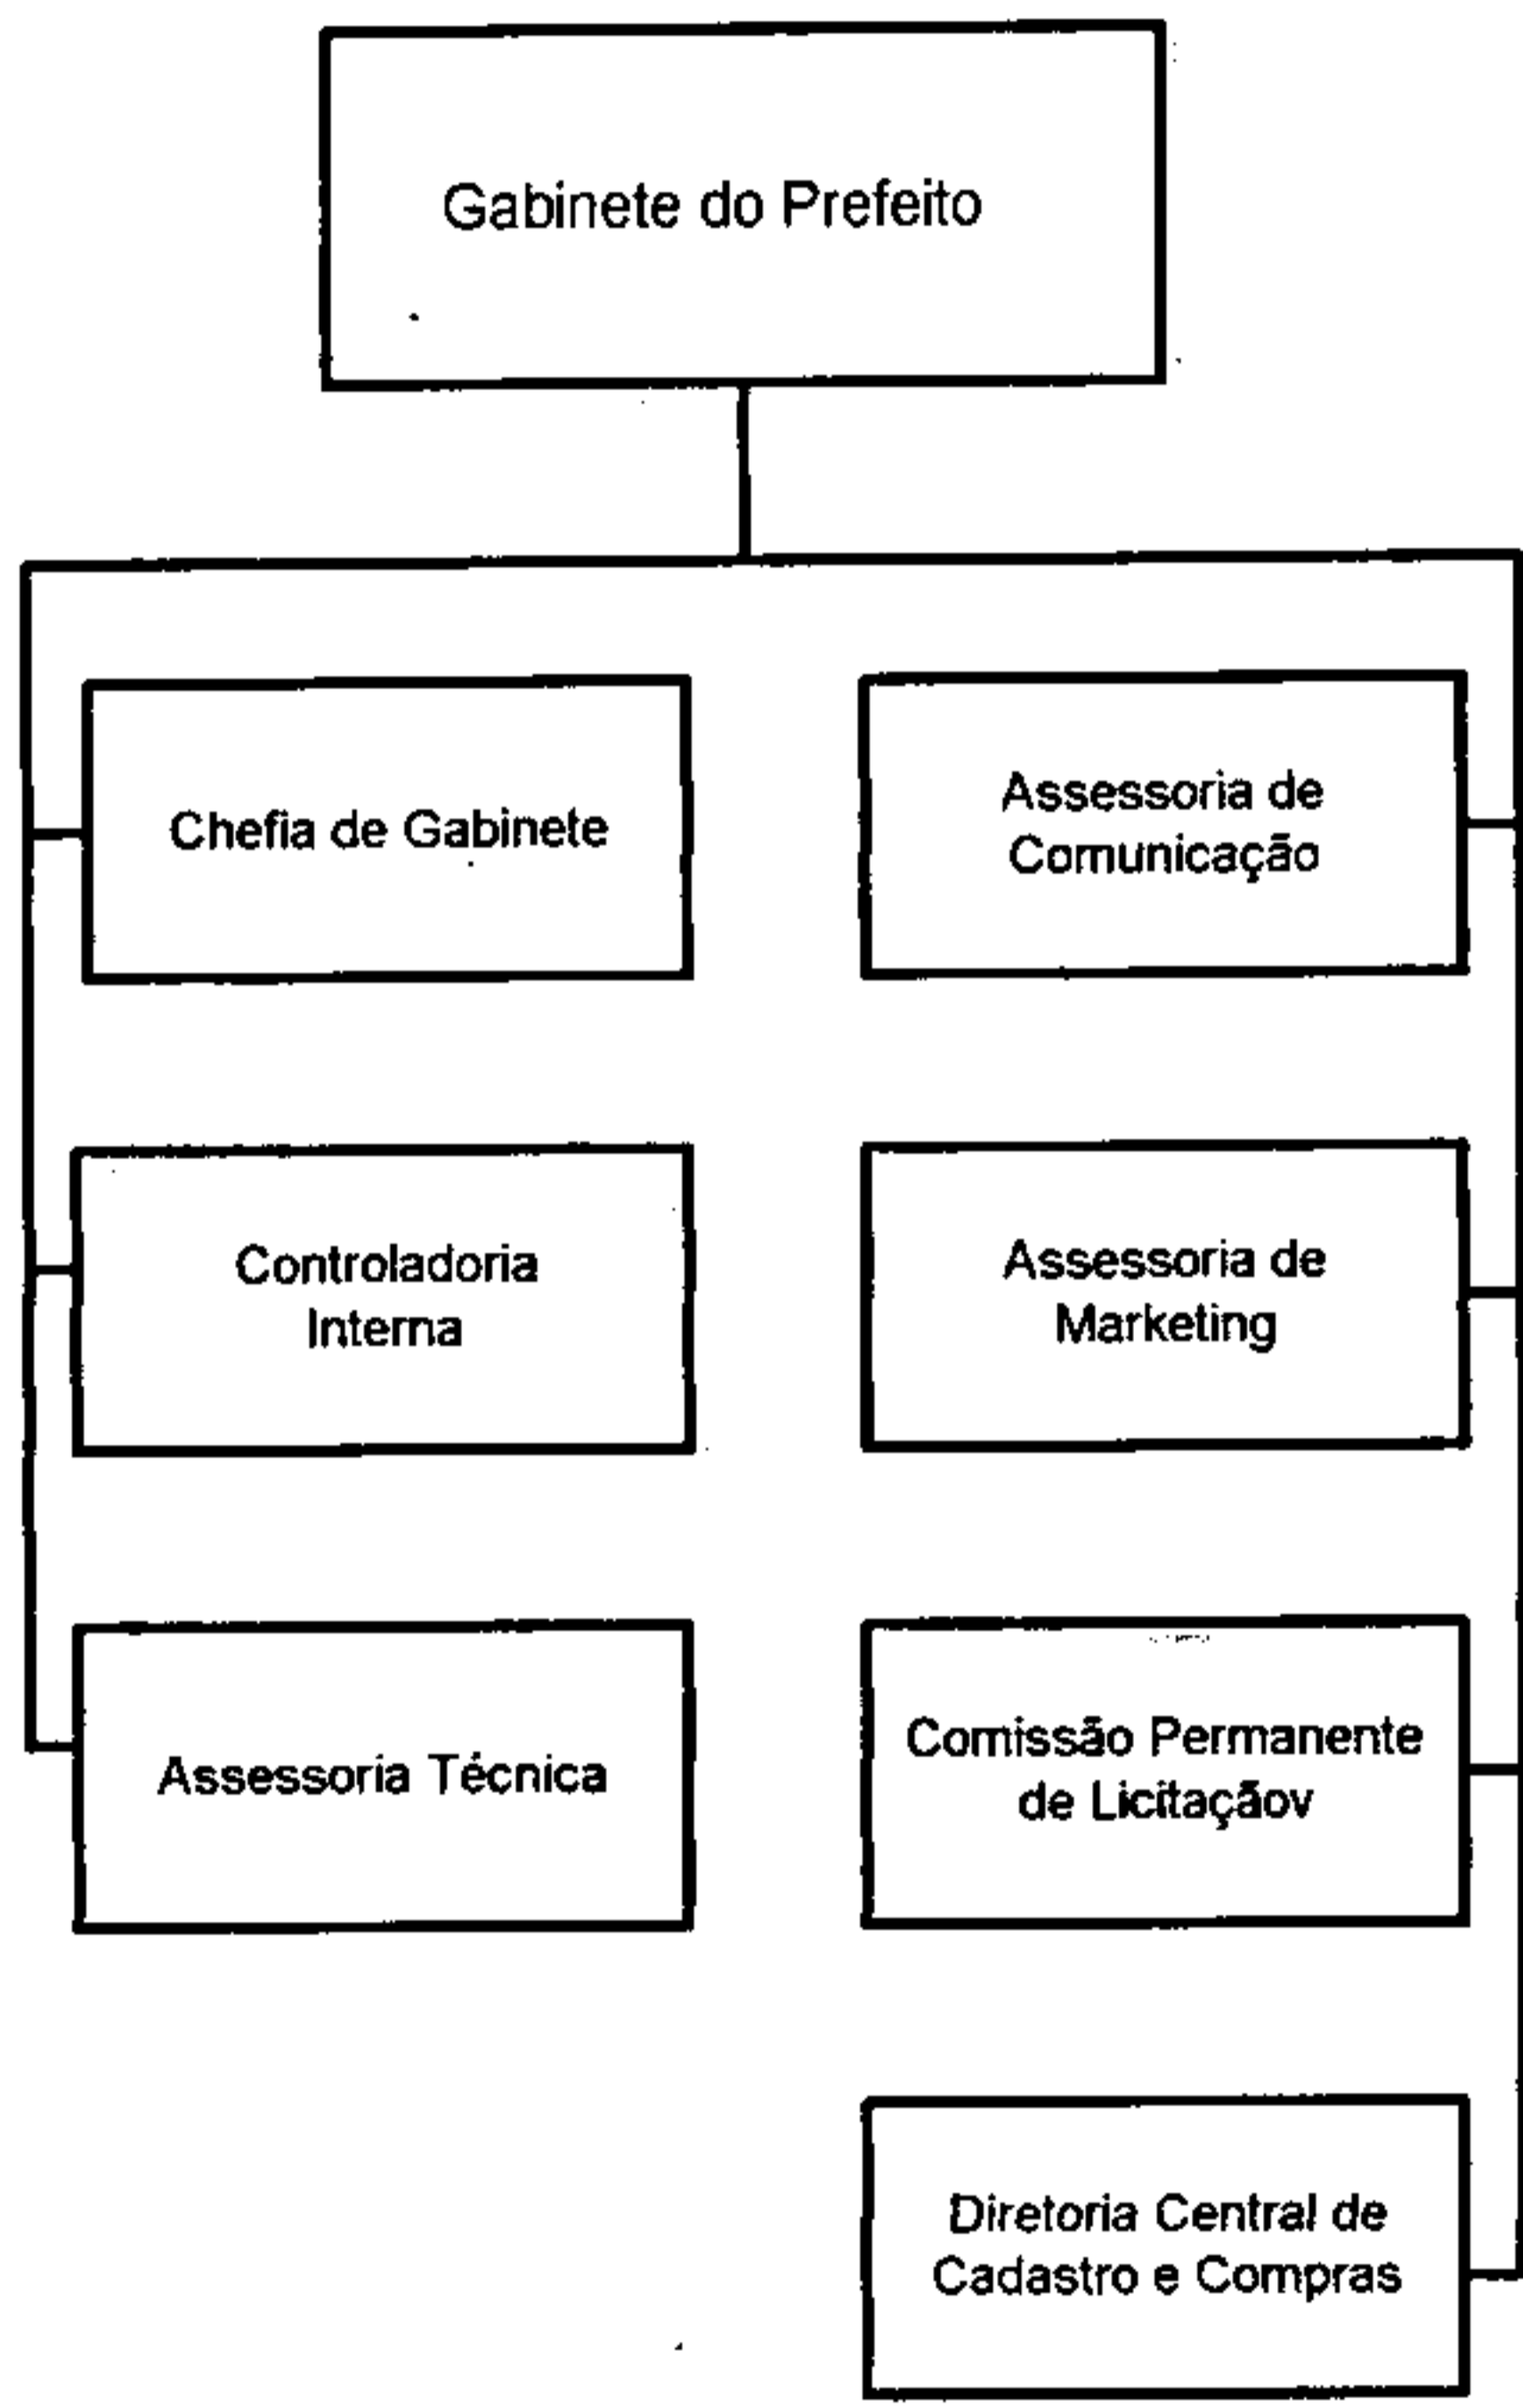 Gabinete do Prefeito
Chefia de Gabinete
Assessoria de
Comunicação
Controladoria
Interna
Assessoria de
Marketing
Assessoria Técnica
Comissão Permanente
de Licitaçãov
Diretoria Central de
Cadastro e Compras